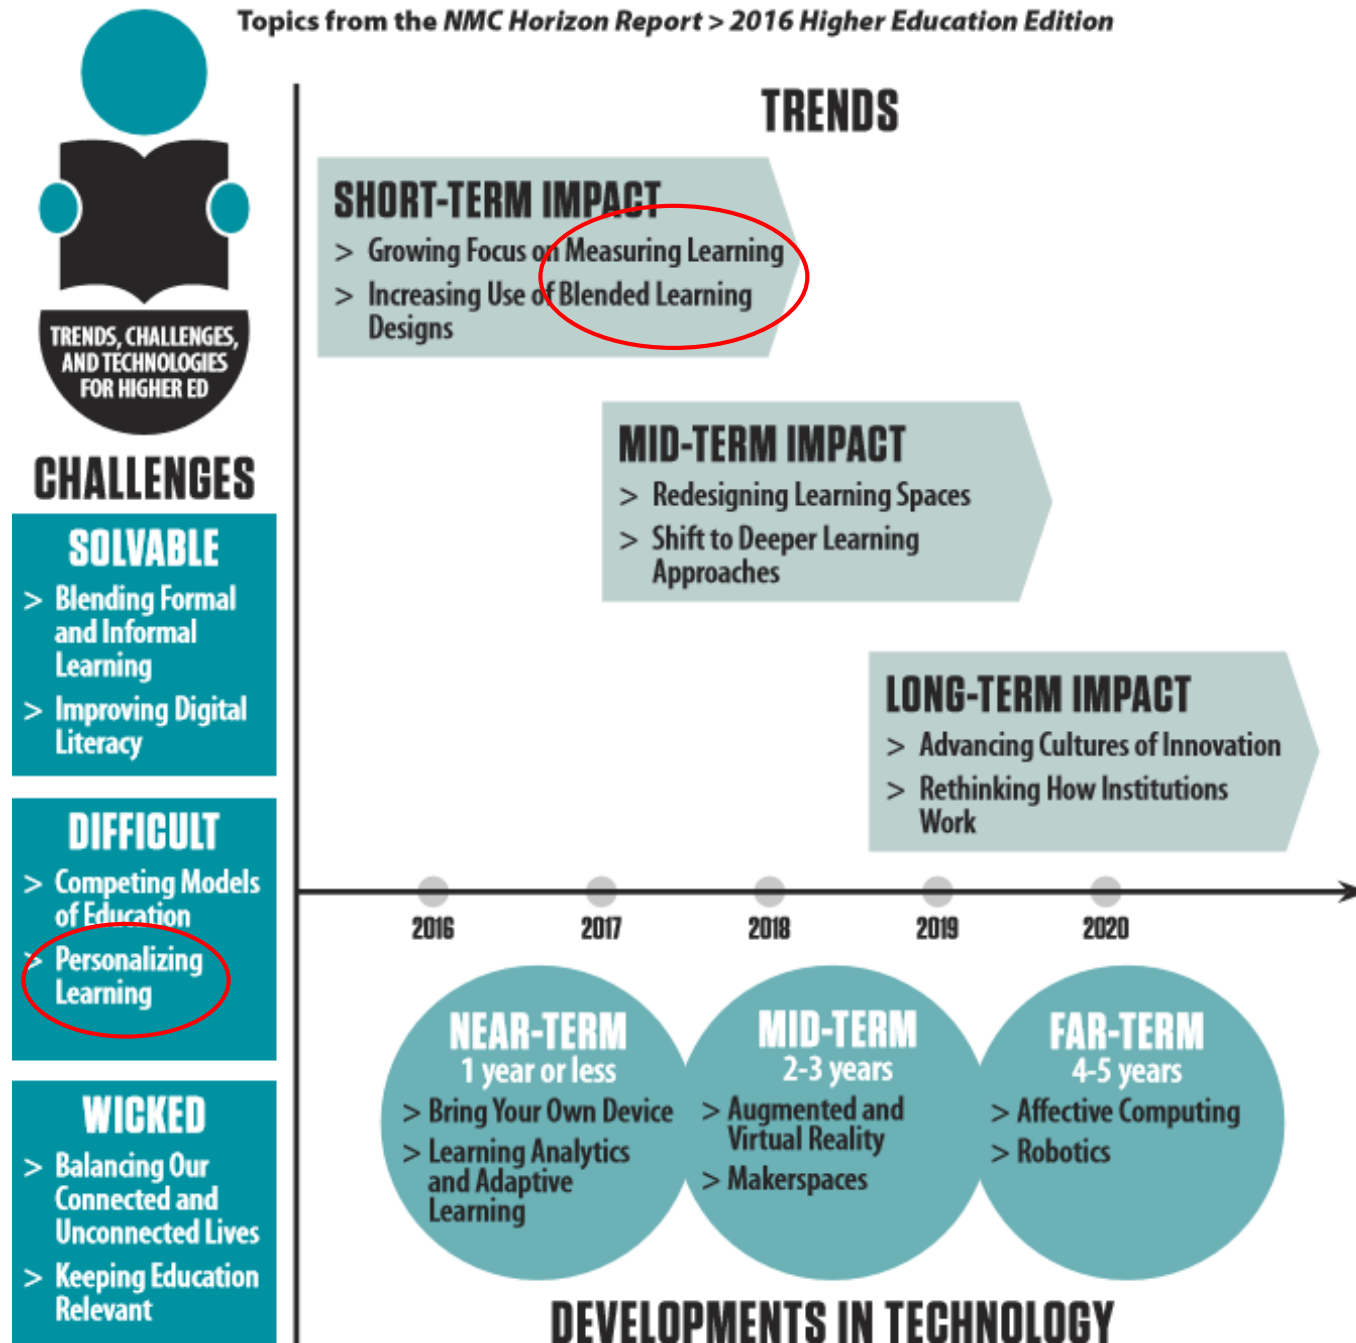 Topics from the NMC Horizon Report > 2016 Higher Education Edition
TRENDS, CHALLENGES,
AND TECHNOLOGIES
FOR HIGHER ED
TRENDS
SHORT-TERM IMPACT
> Growing Focus on Measuring Learning
> Increasing Use of Blended Learning
Designs
MID-TERM IMPACT
> Redesigning Learning Spaces
> Shift to Deeper Learning
Approaches
LONG-TERM IMPACT
> Advancing Cultures of Innovation
> Rethinking How Institutions
Work
CHALLENGES
SOLVABLE
> Blending Formal
and Informal
Learning
> Improving Digital
Literacy
DIFFICULT
> Competing Models
of Education
> Personalizing
Learning
WICKED
> Balancing Our
Connected and
Unconnected Lives
> Keeping Education
Relevant
2016 2017 2018 2019 2020
NEAR-TERM
1 year or less
> Bring Your Own Device
> Learning Analytics
and Adaptive
Learning
MID-TERM
2-3 years
> Augmented and
Virtual Reality
> Makerspaces
FAR-TERM
4-5 years
> Affective Computing
> Robotics
DEVELOPMENTS IN TECHNOLOGY